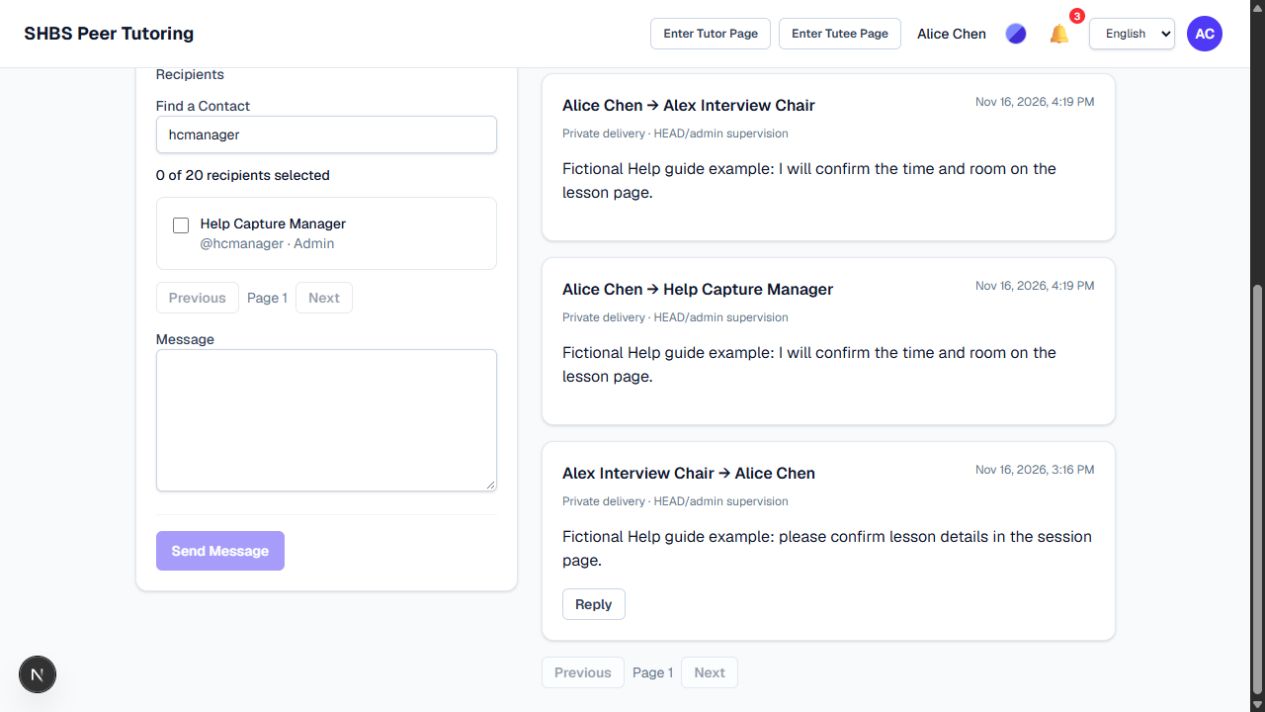 SHBS Peer Tutoring
Enter Tutor Page
Enter Tutee Page
Alice Chen
3
English
AC
Recipients
Find a Contact
hcmanager
0 of 20 recipients selected
Help Capture Manager
@hcmanager · Admin
Previous
Page 1
Next
Message
Send Message
Alice Chen → Alex Interview Chair
Nov 16, 2026, 4:19 PM
Private delivery · HEAD/admin supervision
Fictional Help guide example: I will confirm the time and room on the
lesson page.
Alice Chen → Help Capture Manager
Nov 16, 2026, 4:19 PM
Private delivery · HEAD/admin supervision
Fictional Help guide example: I will confirm the time and room on the
lesson page.
Alex Interview Chair → Alice Chen
Nov 16, 2026, 3:16 PM
Private delivery · HEAD/admin supervision
Fictional Help guide example: please confirm lesson details in the session
page.
Reply
Previous
Page 1
Next
N